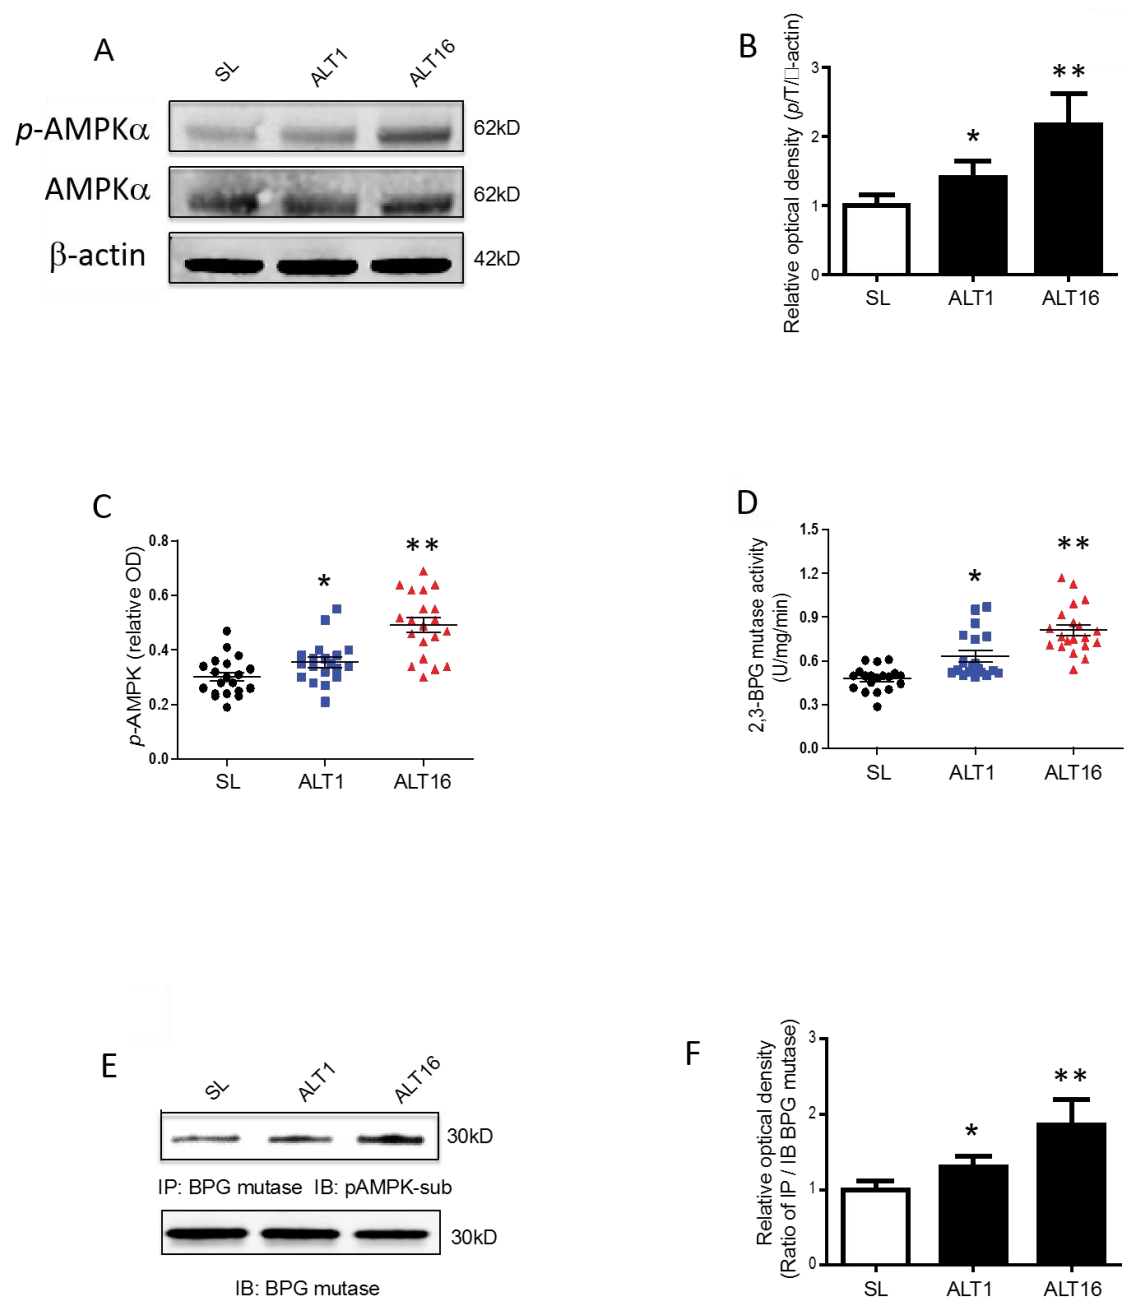 A
SL ALT1 ALT16
p-AMPKα 62kD
AMPKα 62kD
β-actin 42kD
B
Relative optical density (p/T/□-actin)
3
2
1
0
* **
SL ALT1 ALT16
C
p-AMPK (relative OD)
0.8
0.6
0.4
0.2
0.0
* **
SL ALT1 ALT16
D
2,3-BPG mutase activity
(U/mg/min)
1.5
1.2
0.9
0.6
0.3
0.0
* **
SL ALT1 ALT16
E
SL ALT1 ALT16
30kD
IP: BPG mutase IB: pAMPK-sub
30kD
IB: BPG mutase
F
Relative optical density
(Ratio of IP / IB BPG mutase)
3
2
1
0
* **
SL ALT1 ALT16